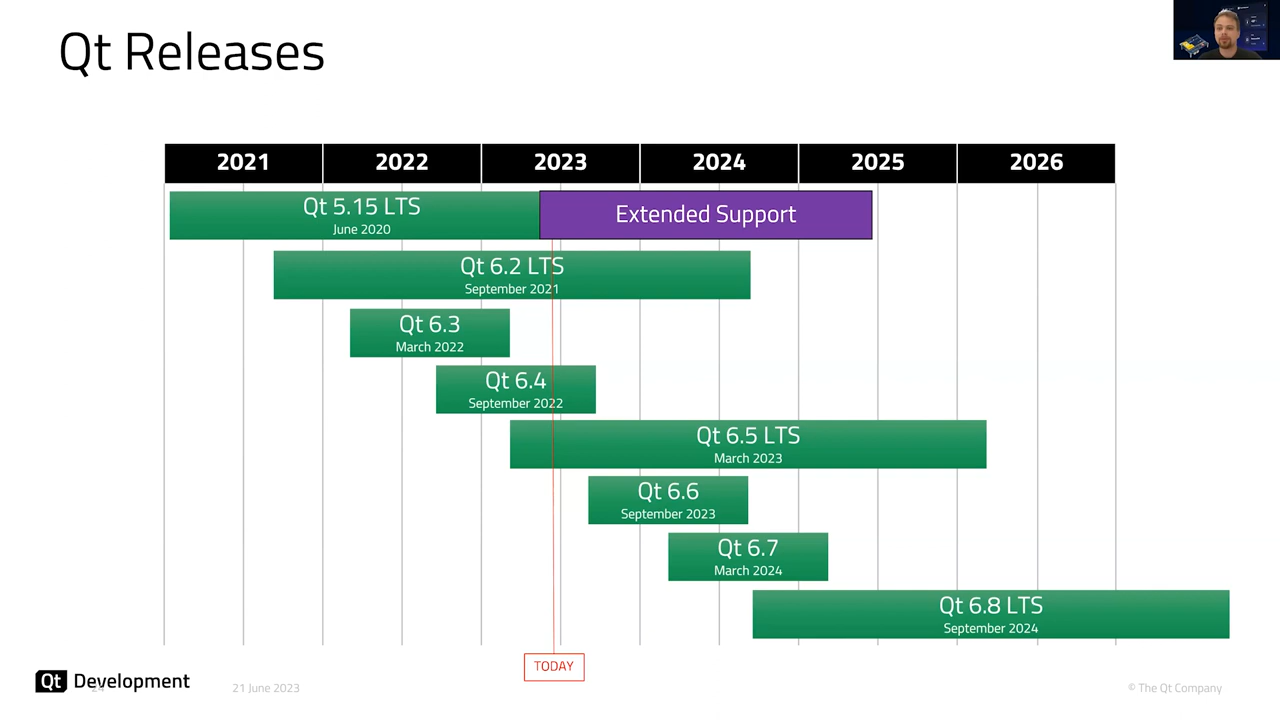 Qt Releases
2021 2022 2023 2024 2025 2026
Qt 5.15 LTS
June 2020
Extended Support
Qt 6.2 LTS
September 2021
Qt 6.3
March 2022
Qt 6.4
September 2022
Qt 6.5 LTS
March 2023
Qt 6.6
September 2023
Qt 6.7
March 2024
Qt 6.8 LTS
September 2024
TODAY
Qt Development
24
21 June 2023
© The Qt Company